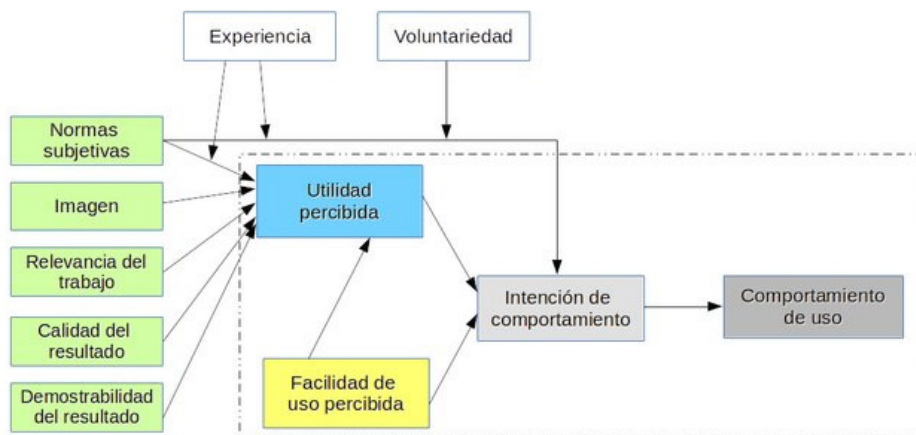 Experiencia
Voluntariedad
Normas
subjetivas
Imagen
Relevancia del
trabajo
Calidad del
resultado
Demostrabilidad
del resultado
Utilidad
percibida
Facilidad de
uso percibida
Intención de
comportamiento
Comportamiento
de uso